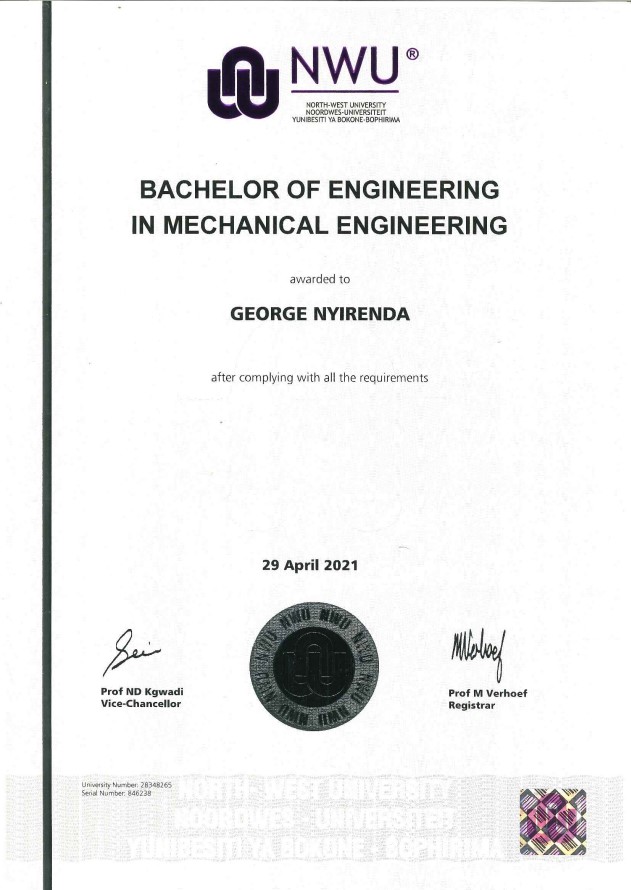 NWU®
NORTH-WEST UNIVERSITY
NOORDWES-UNIVERSITEIT
YUNIBESITI YA BOKONE-BOPHIRIMA
BACHELOR OF ENGINEERING
IN MECHANICAL ENGINEERING
awarded to
GEORGE NYIRENDA
after complying with all the requirements
29 April 2021
NWU NWU NWU NWU
Prof ND Kgwadi
Vice-Chancellor
Prof M Verhoef
Registrar
University Number: 28348265
Serial Number: 846238
NORTH-WEST UNIVERSITY
NOORDWES-UNIVERSITEIT
YUNIBESITI YA BOKONE-BOPHIRIMA